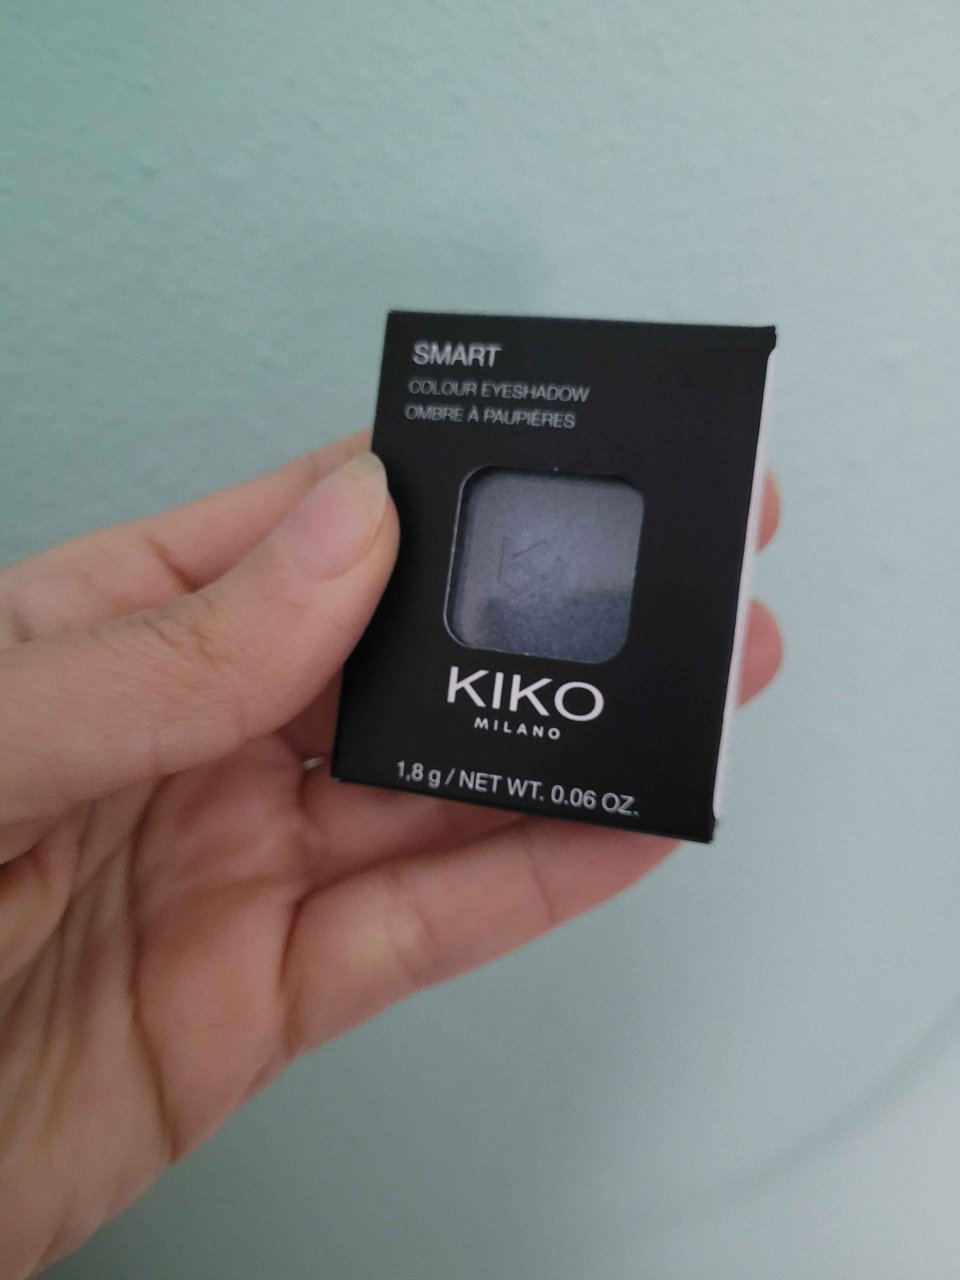 SMART
COLOUR EYESHADOW
OMBRE À PAUPIÈRES
KIKO
MILANO
1,8 g / NET WT. 0.06 OZ.